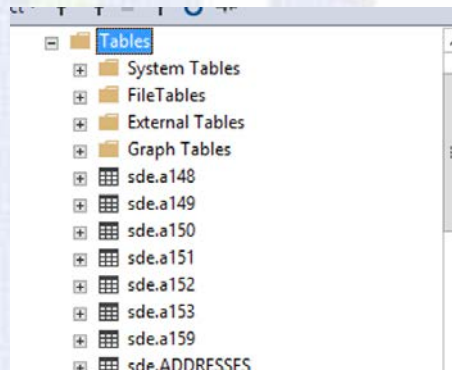 Tables
System Tables
FileTables
External Tables
Graph Tables
sde.a148
sde.a149
sde.a150
sde.a151
sde.a152
sde.a153
sde.a159
sde.ADDRESSES